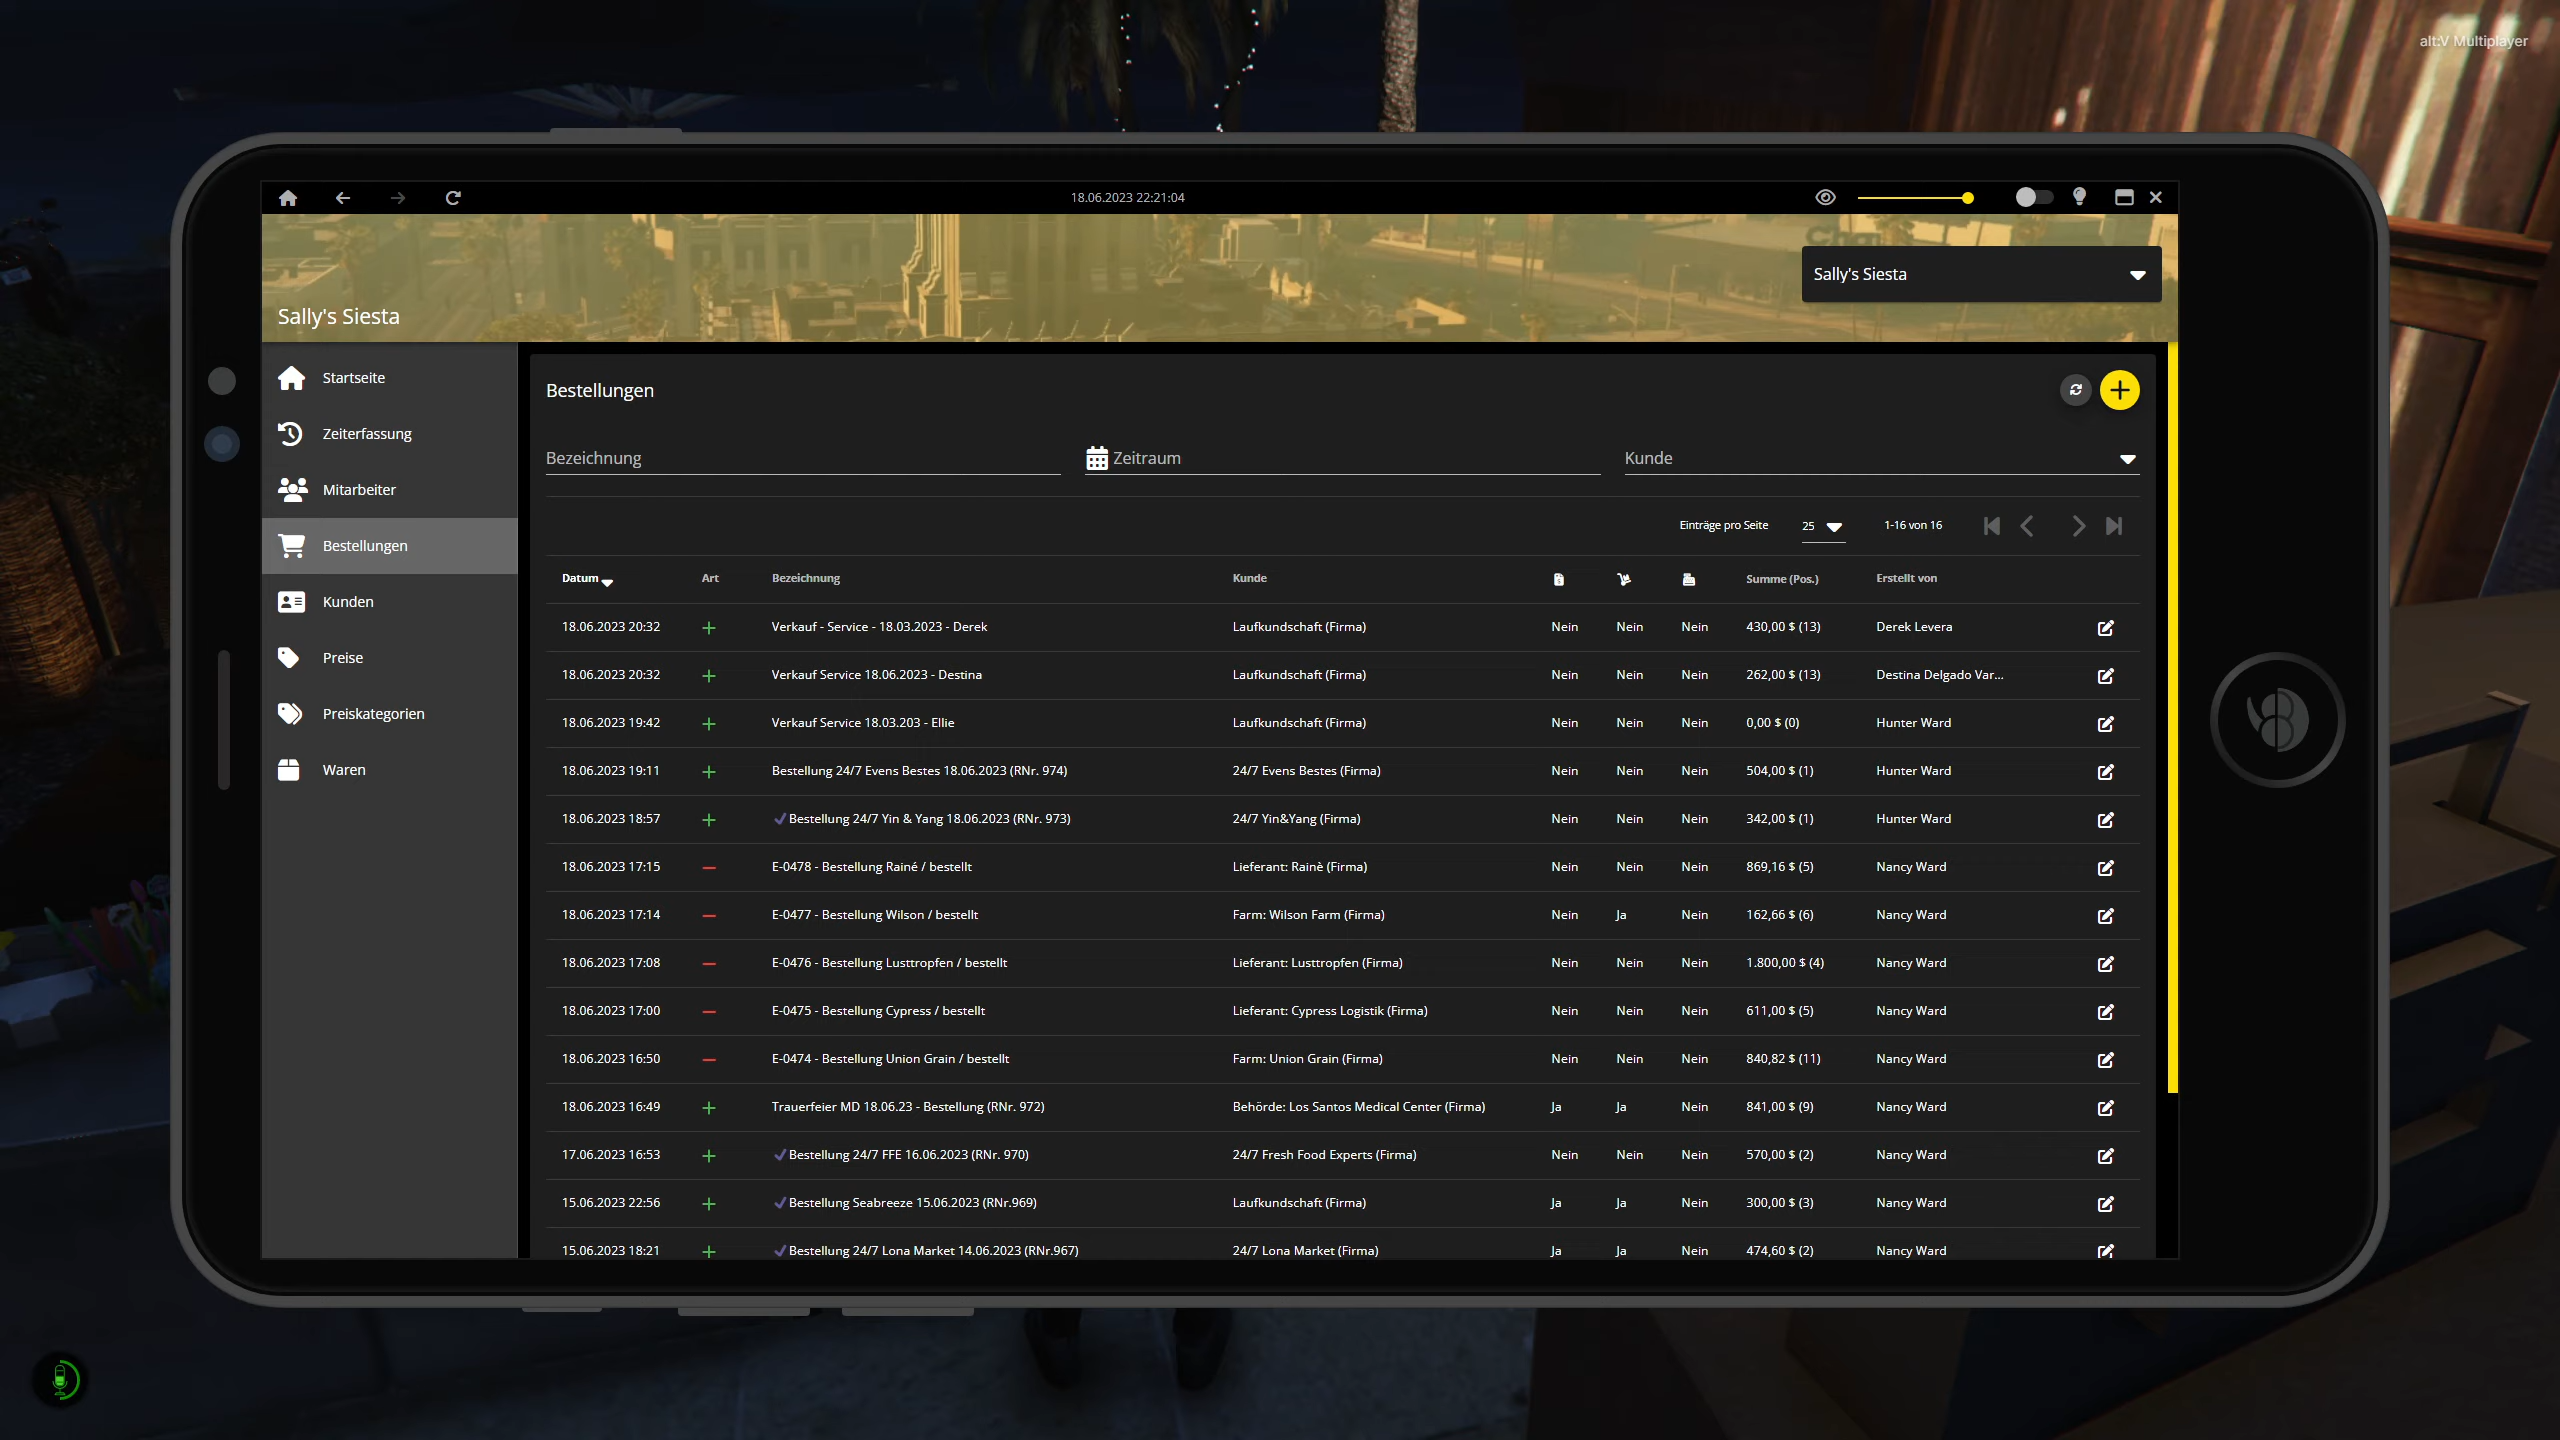 alt:V Multiplayer
18.06.2023 22:21:04
Sally's Siesta
Sally's Siesta
Startseite
Zeiterfassung
Mitarbeiter
Bestellungen
Kunden
Preise
Preiskategorien
Waren
Bestellungen
Bezeichnung Zeitraum Kunde
Einträge pro Seite 25 1-16 von 16
Datum Art Bezeichnung Kunde Summe (Pos.) Erstellt von
18.06.2023 20:32 + Verkauf - Service - 18.03.2023 - Derek Laufkundschaft (Firma) Nein Nein Nein 430,00 $ (13) Derek Levera
18.06.2023 20:32 + Verkauf Service 18.06.2023 - Destina Laufkundschaft (Firma) Nein Nein Nein 262,00 $ (13) Destina Delgado Var...
18.06.2023 19:42 + Verkauf Service 18.03.203 - Ellie Laufkundschaft (Firma) Nein Nein Nein 0,00 $ (0) Hunter Ward
18.06.2023 19:11 + Bestellung 24/7 Evens Bestes 18.06.2023 (RNr. 974) 24/7 Evens Bestes (Firma) Nein Nein Nein 504,00 $ (1) Hunter Ward
18.06.2023 18:57 + ✓Bestellung 24/7 Yin & Yang 18.06.2023 (RNr. 973) 24/7 Yin&Yang (Firma) Nein Nein Nein 342,00 $ (1) Hunter Ward
18.06.2023 17:15 − E-0478 - Bestellung Rainé / bestellt Lieferant: Rainè (Firma) Nein Nein Nein 869,16 $ (5) Nancy Ward
18.06.2023 17:14 − E-0477 - Bestellung Wilson / bestellt Farm: Wilson Farm (Firma) Nein Ja Nein 162,66 $ (6) Nancy Ward
18.06.2023 17:08 − E-0476 - Bestellung Lusttropfen / bestellt Lieferant: Lusttropfen (Firma) Nein Nein Nein 1.800,00 $ (4) Nancy Ward
18.06.2023 17:00 − E-0475 - Bestellung Cypress / bestellt Lieferant: Cypress Logistik (Firma) Nein Nein Nein 611,00 $ (5) Nancy Ward
18.06.2023 16:50 − E-0474 - Bestellung Union Grain / bestellt Farm: Union Grain (Firma) Nein Nein Nein 840,82 $ (11) Nancy Ward
18.06.2023 16:49 + Trauerfeier MD 18.06.23 - Bestellung (RNr. 972) Behörde: Los Santos Medical Center (Firma) Ja Ja Nein 841,00 $ (9) Nancy Ward
17.06.2023 16:53 + ✓Bestellung 24/7 FFE 16.06.2023 (RNr. 970) 24/7 Fresh Food Experts (Firma) Nein Nein Nein 570,00 $ (2) Nancy Ward
15.06.2023 22:56 + ✓Bestellung Seabreeze 15.06.2023 (RNr.969) Laufkundschaft (Firma) Ja Ja Nein 300,00 $ (3) Nancy Ward
15.06.2023 18:21 + ✓Bestellung 24/7 Lona Market 14.06.2023 (RNr.967) 24/7 Lona Market (Firma) Ja Ja Nein 474,60 $ (2) Nancy Ward